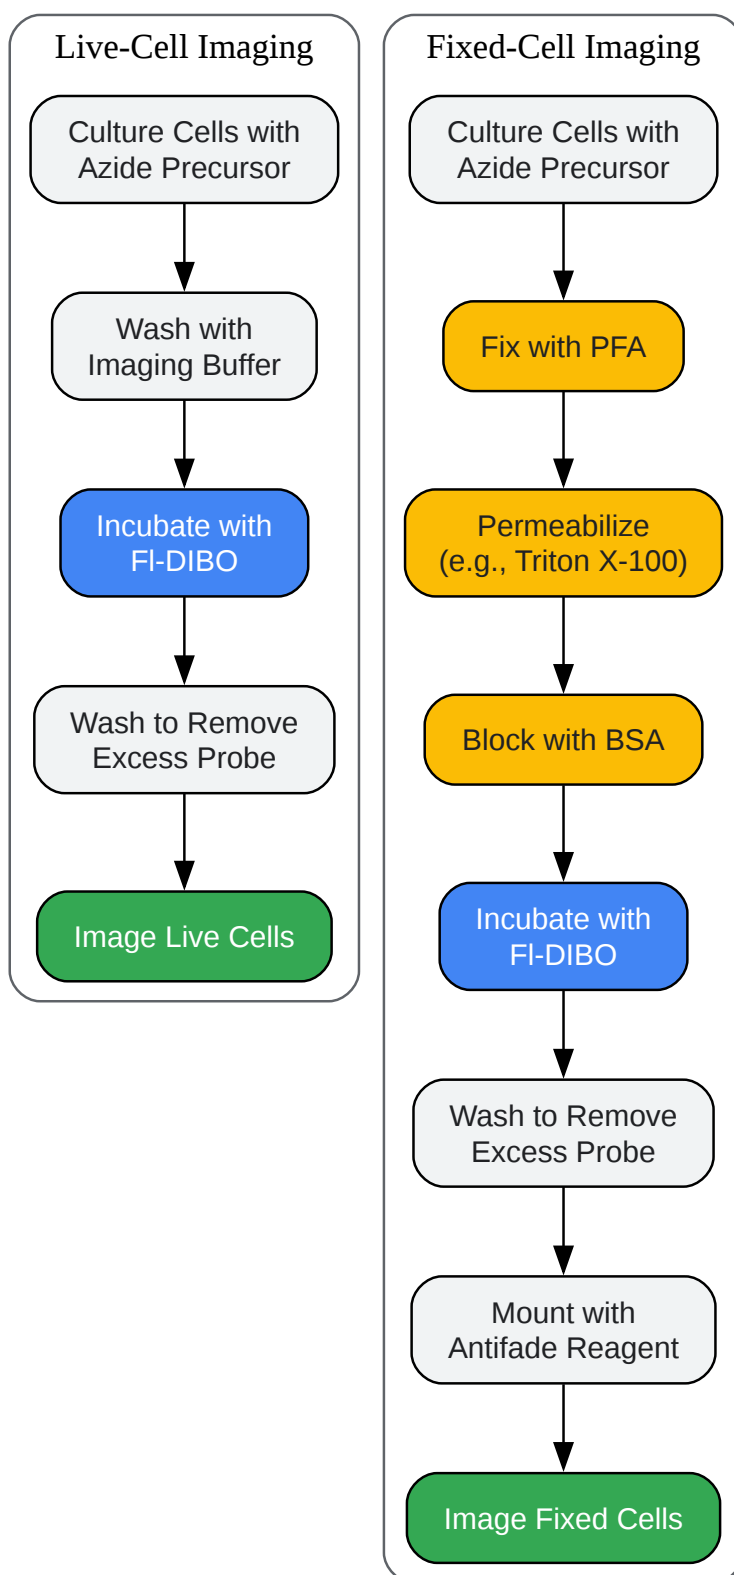 Live-Cell Imaging
Culture Cells with
Azide Precursor
Wash with
Imaging Buffer
Incubate with
Fl-DIBO
Wash to Remove
Excess Probe
Image Live Cells
Fixed-Cell Imaging
Culture Cells with
Azide Precursor
Fix with PFA
Permeabilize
(e.g., Triton X-100)
Block with BSA
Incubate with
Fl-DIBO
Wash to Remove
Excess Probe
Mount with
Antifade Reagent
Image Fixed Cells